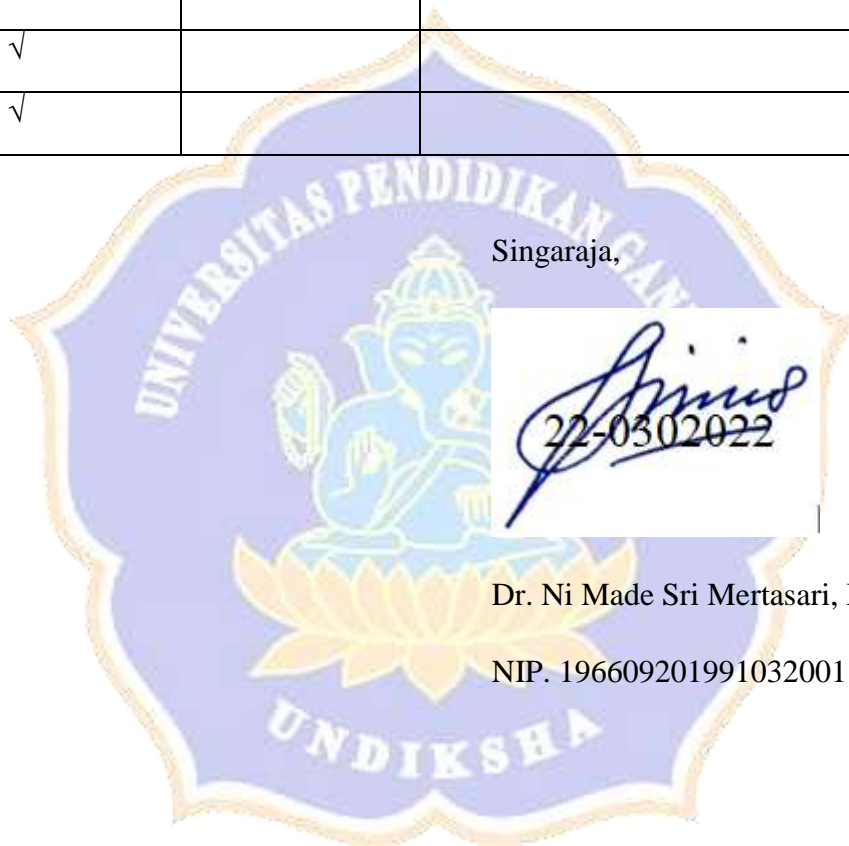 √
√
UNIVERSITAS PENDIDIKAN GAN
Singaraja,
22-0302022
Dr. Ni Made Sri Mertasari,
NIP. 196609201991032001
UNDIKSHA